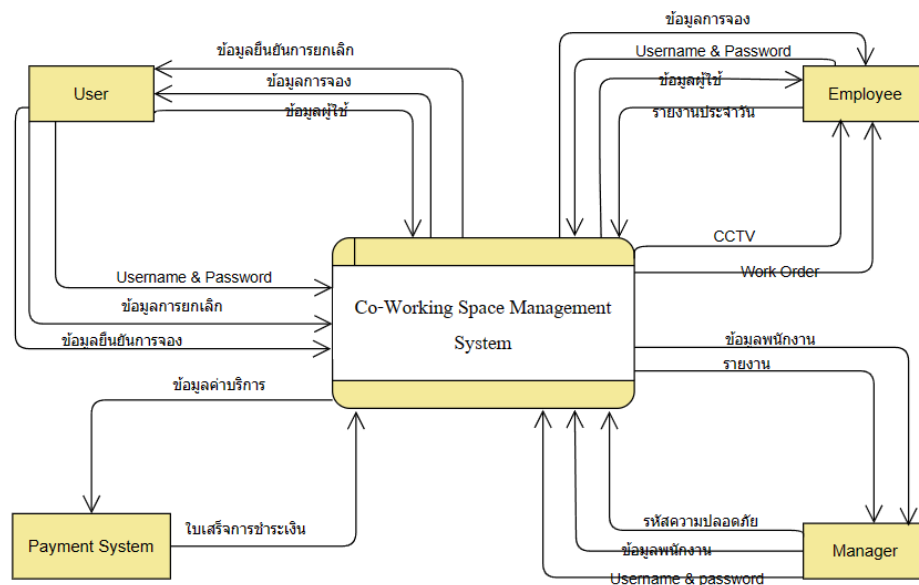 ข้อมูลการจอง
ข้อมูลยืนยันการยกเลิก
Username & Password
ข้อมูลการจอง
ข้อมูลผู้ใช้
User
Employee
ข้อมูลผู้ใช้
รายงานประจำวัน
CCTV
Username & Password
Work Order
ข้อมูลการยกเลิก
Co-Working Space Management
System
ข้อมูลยืนยันการจอง
ข้อมูลพนักงาน
รายงาน
ข้อมูลค่าบริการ
ใบเสร็จการชำระเงิน
รหัสความปลอดภัย
Payment System
ข้อมูลพนักงาน
Manager
Username & password